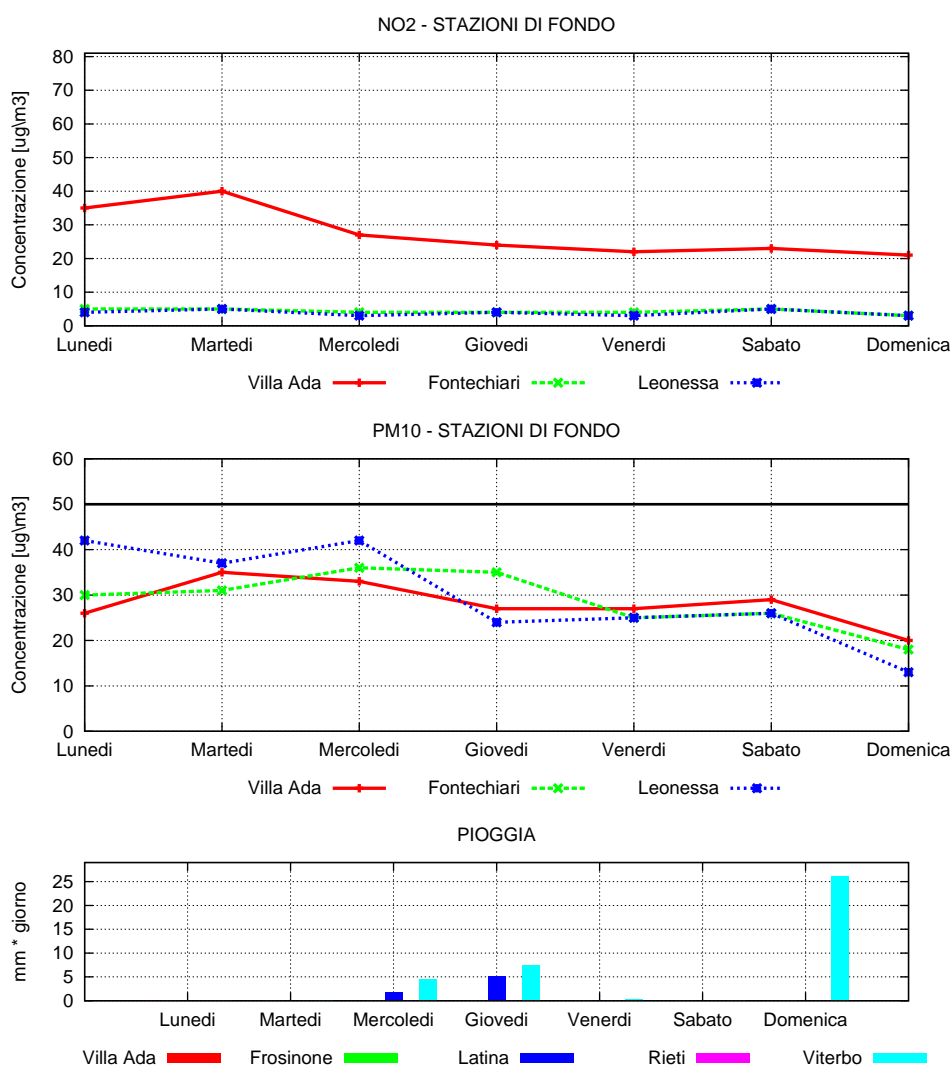 NO2 - STAZIONI DI FONDO
80
70
60
50
40
30
20
10
0
Concentrazione [ug\m3]
Lunedi Martedi Mercoledi Giovedi Venerdi Sabato Domenica
Villa Ada Fontechiari Leonessa
PM10 - STAZIONI DI FONDO
60
50
40
30
20
10
0
Concentrazione [ug\m3]
Lunedi Martedi Mercoledi Giovedi Venerdi Sabato Domenica
Villa Ada Fontechiari Leonessa
PIOGGIA
25
20
15
10
5
0
mm * giorno
Lunedi Martedi Mercoledi Giovedi Venerdi Sabato Domenica
Villa Ada Frosinone Latina Rieti Viterbo